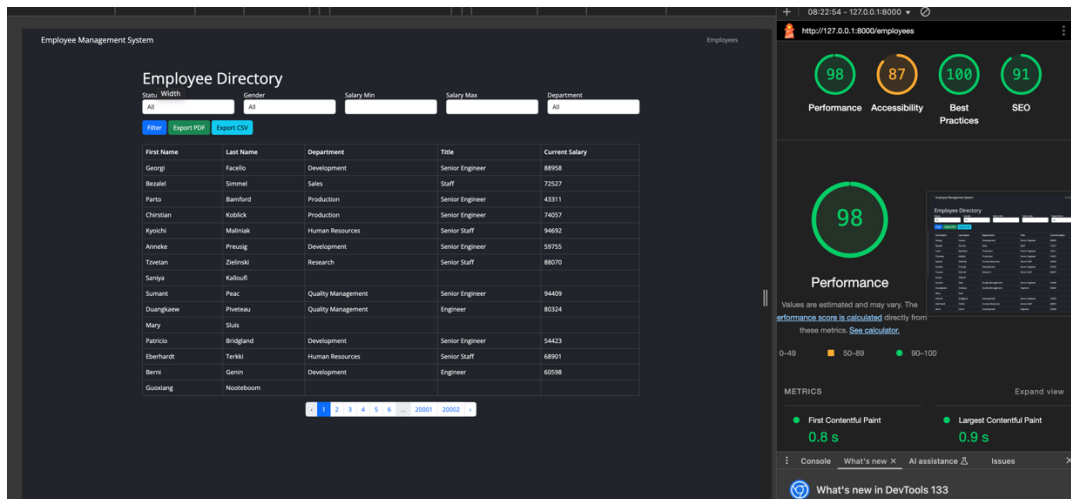 Employee Management System
Employees
Employee Directory
Width
Gender
Salary Min
Salary Max
Department
All
All
All
Filter
Export PDF
Export CSV
First Name Last Name Department Title Current Salary
Georgi Facello Development Senior Engineer 88958
Bezalel Simmel Sales Staff 72527
Parto Bamford Production Senior Engineer 43311
Chirstian Koblick Production Senior Engineer 74057
Kyoichi Maliniak Human Resources Senior Staff 94692
Anneke Preusig Development Senior Engineer 59755
Tzvetan Zielinski Research Senior Staff 88070
Saniya Kalloufi
Sumant Peac Quality Management Senior Engineer 94409
Duangkaew Piveteau Quality Management Engineer 80324
Mary Sluis
Patricio Bridgland Development Senior Engineer 54423
Eberhardt Terkki Human Resources Senior Staff 68901
Berni Genin Development Engineer 60598
Guoxiang Nooteboom
‹ 1 2 3 4 5 6 ... 20001 20002 ›
08:22:54 - 127.0.0.1:8000
http://127.0.0.1:8000/employees
98 87 100 91
Performance Accessibility Best Practices SEO
98
Performance
Values are estimated and may vary. The
performance score is calculated directly from
these metrics. See calculator.
0–49 50–89 90–100
METRICS
Expand view
First Contentful Paint
0.8 s
Largest Contentful Paint
0.9 s
Console What's new × AI assistance Issues ×
What's new in DevTools 133